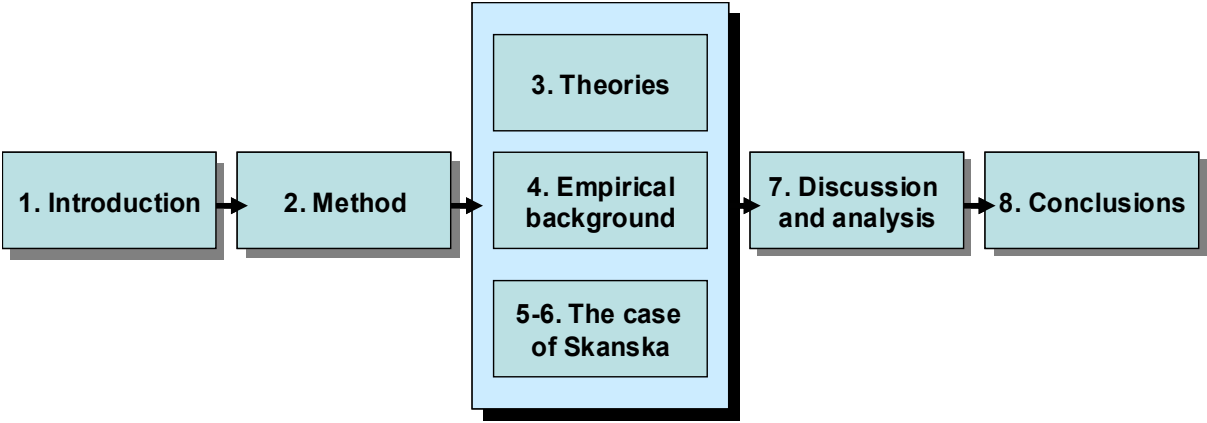 1. Introduction
2. Method
3. Theories
4. Empirical
background
5-6. The case
of Skanska
7. Discussion
and analysis
8. Conclusions